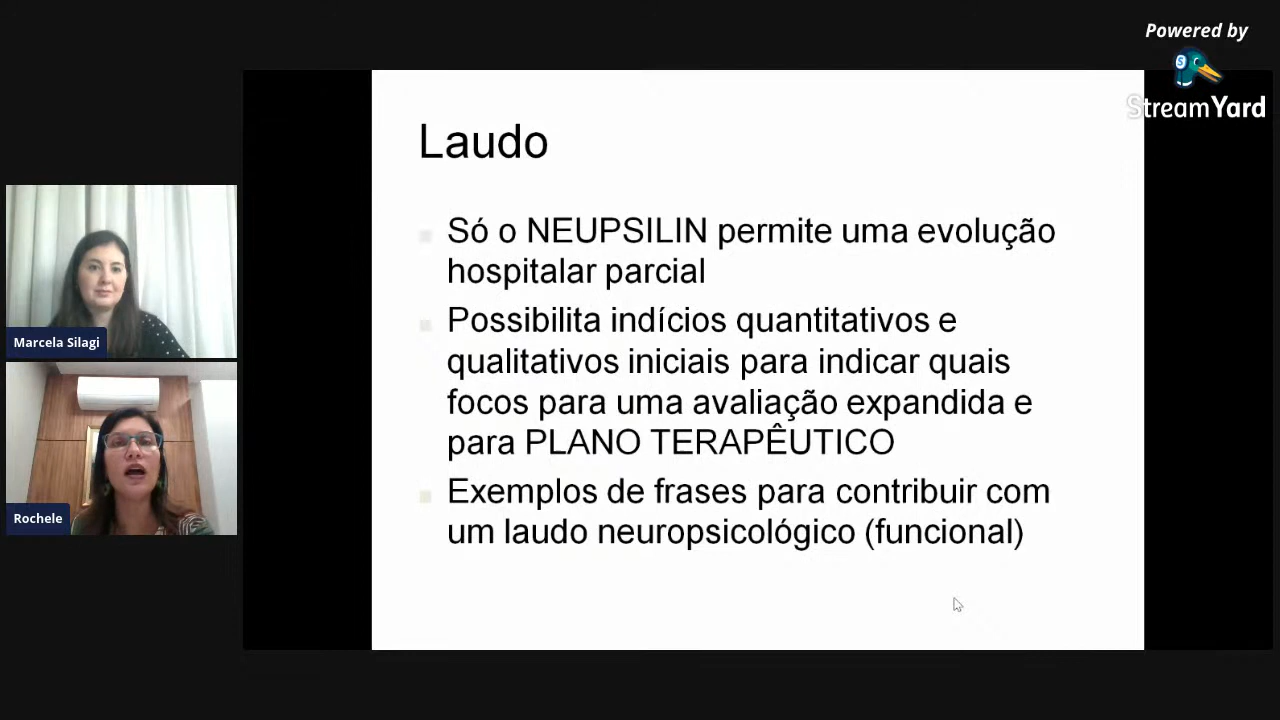 Powered by
StreamYard
Laudo
Só o NEUPSILIN permite uma evolução
hospitalar parcial
Possibilita indícios quantitativos e
qualitativos iniciais para indicar quais
focos para uma avaliação expandida e
para PLANO TERAPÊUTICO
Exemplos de frases para contribuir com
um laudo neuropsicológico (funcional)
Marcela Silagi
Rochele